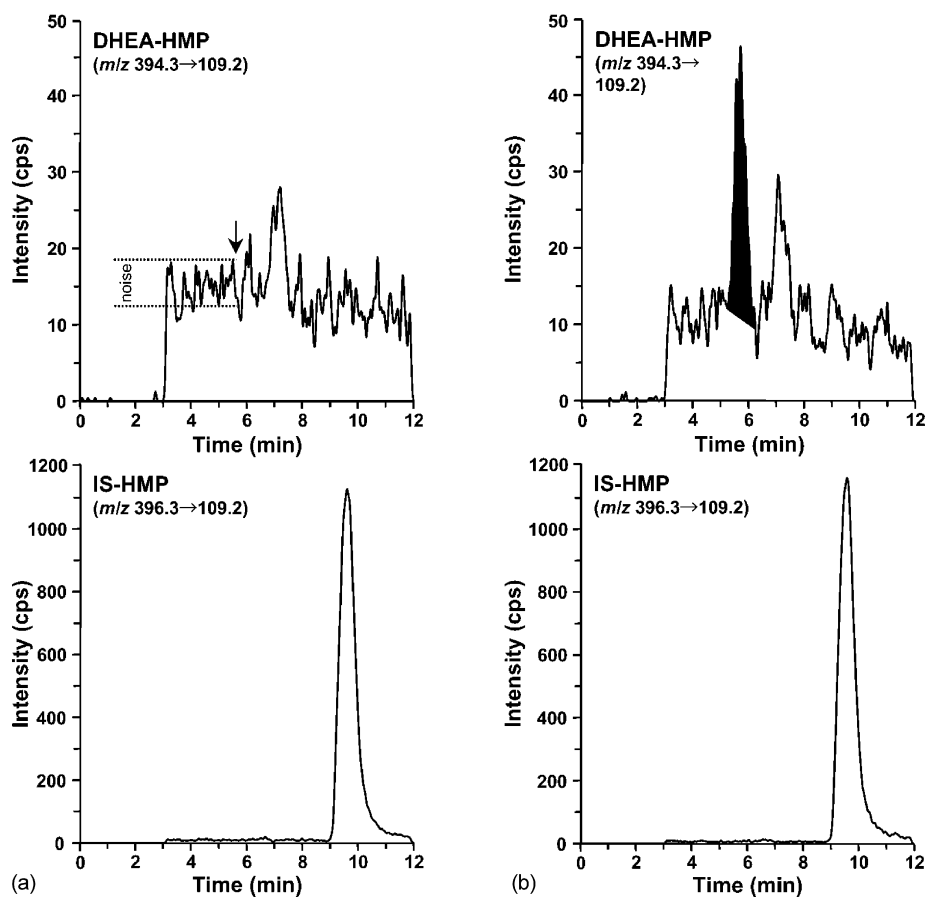 DHEA-HMP
(m/z 394.3→109.2)
Intensity (cps)
50
40
30
20
10
0
noise
0 2 4 6 8 10 12
Time (min)
DHEA-HMP
(m/z 394.3→
109.2)
Intensity (cps)
50
40
30
20
10
0
0 2 4 6 8 10 12
Time (min)
IS-HMP
(m/z 396.3→109.2)
Intensity (cps)
1200
1000
800
600
400
200
0
0 2 4 6 8 10 12
Time (min)
(a)
IS-HMP
(m/z 396.3→109.2)
Intensity (cps)
1200
1000
800
600
400
200
0
0 2 4 6 8 10 12
Time (min)
(b)